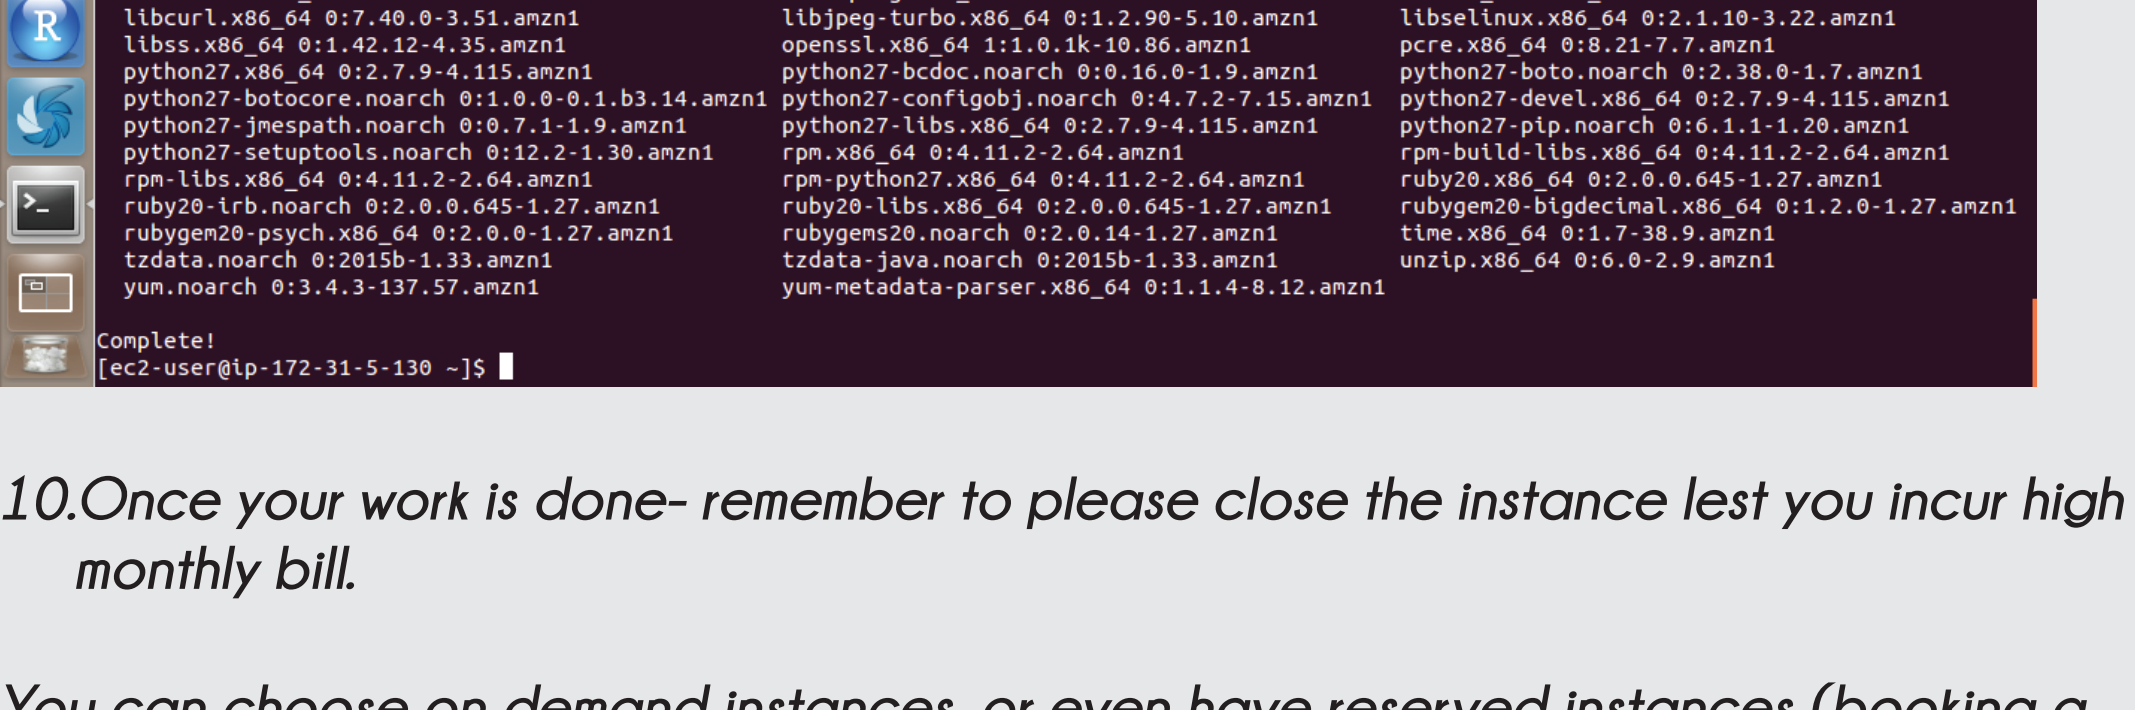 R
libcurl.x86_64 0:7.40.0-3.51.amzn1 libjpeg-turbo.x86_64 0:1.2.90-5.10.amzn1 libselinux.x86_64 0:2.1.10-3.22.amzn1
libss.x86_64 0:1.42.12-4.35.amzn1 openssl.x86_64 1:1.0.1k-10.86.amzn1 pcre.x86_64 0:8.21-7.7.amzn1
python27.x86_64 0:2.7.9-4.115.amzn1 python27-bcdoc.noarch 0:0.16.0-1.9.amzn1 python27-boto.noarch 0:2.38.0-1.7.amzn1
python27-botocore.noarch 0:1.0.0-0.1.b3.14.amzn1 python27-configobj.noarch 0:4.7.2-7.15.amzn1 python27-devel.x86_64 0:2.7.9-4.115.amzn1
python27-jmespath.noarch 0:0.7.1-1.9.amzn1 python27-libs.x86_64 0:2.7.9-4.115.amzn1 python27-pip.noarch 0:6.1.1-1.20.amzn1
python27-setuptools.noarch 0:12.2-1.30.amzn1 rpm.x86_64 0:4.11.2-2.64.amzn1 rpm-build-libs.x86_64 0:4.11.2-2.64.amzn1
rpm-libs.x86_64 0:4.11.2-2.64.amzn1 rpm-python27.x86_64 0:4.11.2-2.64.amzn1 ruby20.x86_64 0:2.0.0.645-1.27.amzn1
ruby20-irb.noarch 0:2.0.0.645-1.27.amzn1 ruby20-libs.x86_64 0:2.0.0.645-1.27.amzn1 rubygem20-bigdecimal.x86_64 0:1.2.0-1.27.amzn1
rubygem20-psych.x86_64 0:2.0.0-1.27.amzn1 rubygems20.noarch 0:2.0.14-1.27.amzn1 time.x86_64 0:1.7-38.9.amzn1
tzdata.noarch 0:2015b-1.33.amzn1 tzdata-java.noarch 0:2015b-1.33.amzn1 unzip.x86_64 0:6.0-2.9.amzn1
yum.noarch 0:3.4.3-137.57.amzn1 yum-metadata-parser.x86_64 0:1.1.4-8.12.amzn1
Complete!
[ec2-user@ip-172-31-5-130 ~]$
10.Once your work is done- remember to please close the instance lest you incur high
monthly bill.
You can choose on demand instances, or even have reserved instances (booking a